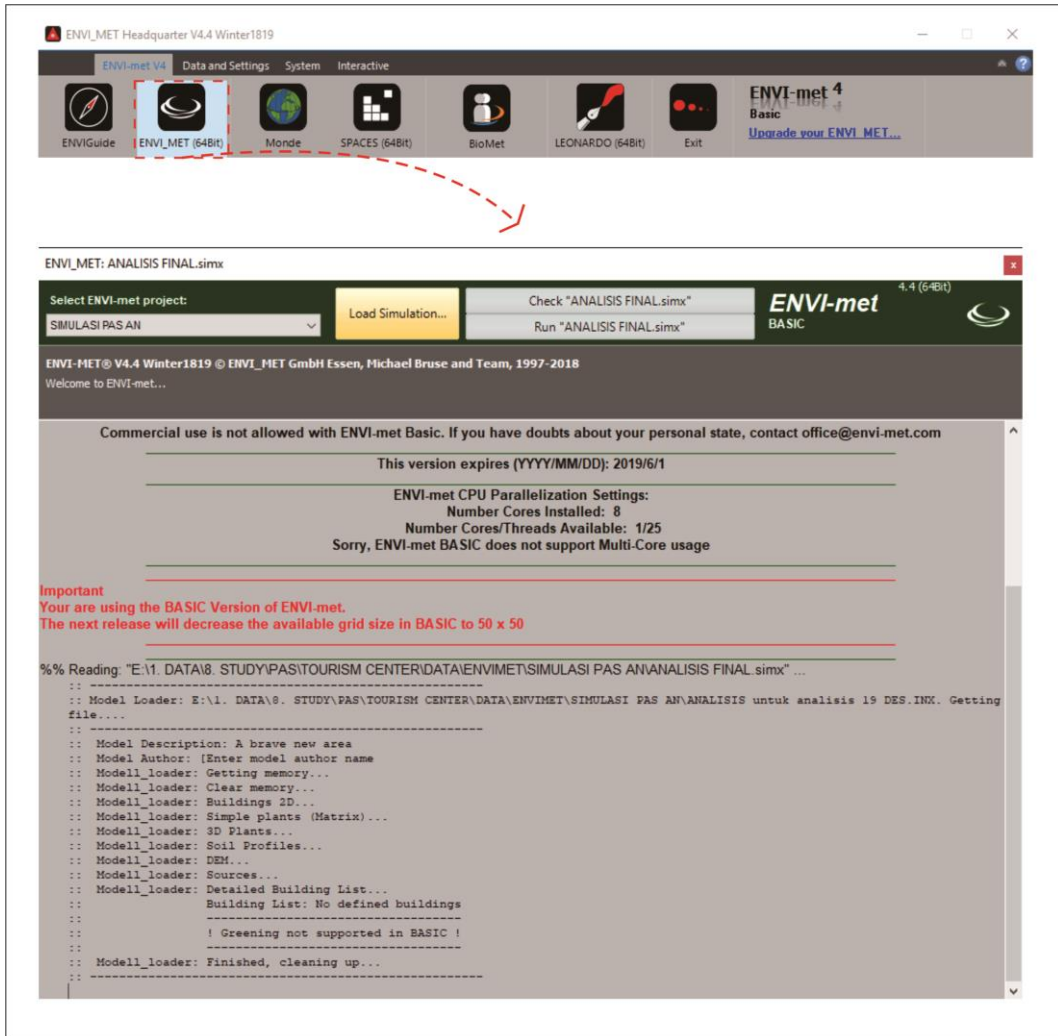 ENVI_MET Headquarter V4.4 Winter1819
ENVI-met V4 Data and Settings System Interactive
ENVIGuide ENVI_MET (64Bit) Monde SPACES (64Bit) BioMet LEONARDO (64Bit) Exit
ENVI-met 4
Basic
Upgrade your ENVI_MET...
ENVI_MET: ANALISIS FINAL.simx
Select ENVI-met project:
SIMULASI PAS AN
Load Simulation...
Check "ANALISIS FINAL.simx"
Run "ANALISIS FINAL.simx"
ENVI-met 4.4 (64Bit)
BASIC
ENVI-MET® V4.4 Winter1819 © ENVI_MET GmbH Essen, Michael Bruse and Team, 1997-2018
Welcome to ENVI-met...
Commercial use is not allowed with ENVI-met Basic. If you have doubts about your personal state, contact office@envi-met.com
This version expires (YYYY/MM/DD): 2019/6/1
ENVI-met CPU Parallelization Settings:
Number Cores Installed: 8
Number Cores/Threads Available: 1/25
Sorry, ENVI-met BASIC does not support Multi-Core usage
Important
Your are using the BASIC Version of ENVI-met.
The next release will decrease the available grid size in BASIC to 50 x 50
%% Reading: "E:\1. DATA\8. STUDY\PAS\TOURISM CENTER\DATA\ENVIMET\SIMULASI PAS AN\ANALISIS FINAL.simx" ...
:: --------------------------------------------------
:: Model Loader: E:\1. DATA\8. STUDY\PAS\TOURISM CENTER\DATA\ENVIMET\SIMULASI PAS AN\ANALISIS untuk analisis 19 DES.INX. Getting
file....
:: --------------------------------------------------
:: Model Description: A brave new area
:: Model Author: [Enter model author name
:: Modell_loader: Getting memory...
:: Modell_loader: Clear memory...
:: Modell_loader: Buildings 2D...
:: Modell_loader: Simple plants (Matrix)...
:: Modell_loader: 3D Plants...
:: Modell_loader: Soil Profiles...
:: Modell_loader: DEM...
:: Modell_loader: Sources...
:: Modell_loader: Detailed Building List...
:: Building List: No defined buildings
:: ---------------------------------
:: ! Greening not supported in BASIC !
:: ---------------------------------
:: Modell_loader: Finished, cleaning up...
:: --------------------------------------------------